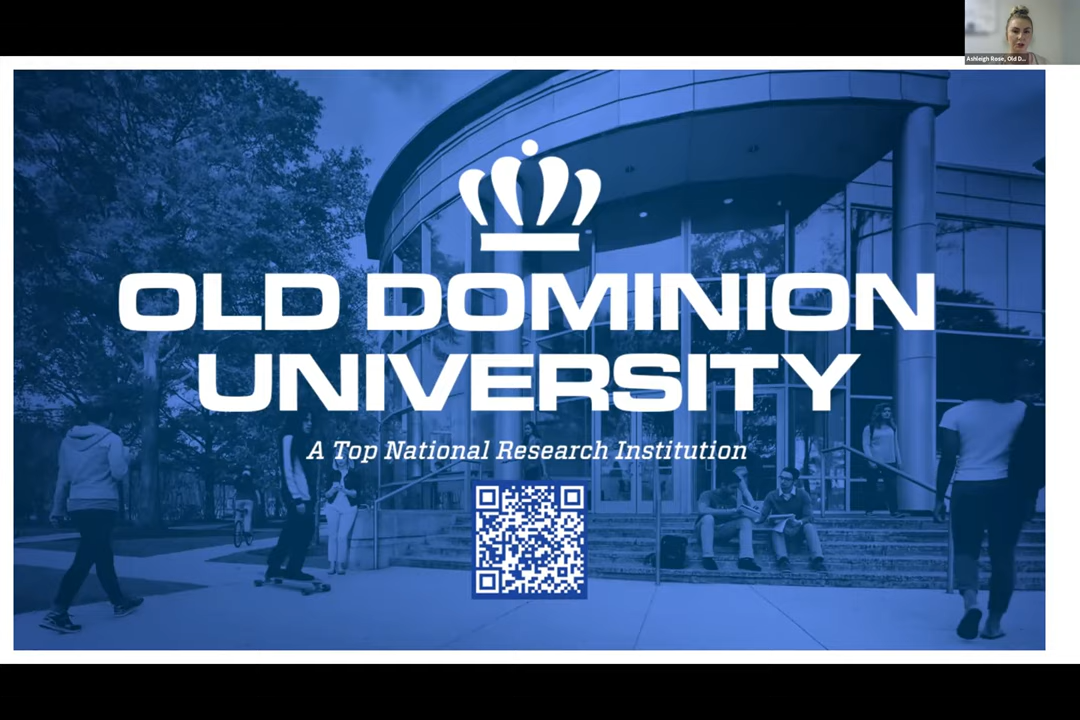 Ashleigh Rose, Old D...
OLD DOMINION
UNIVERSITY
A Top National Research Institution